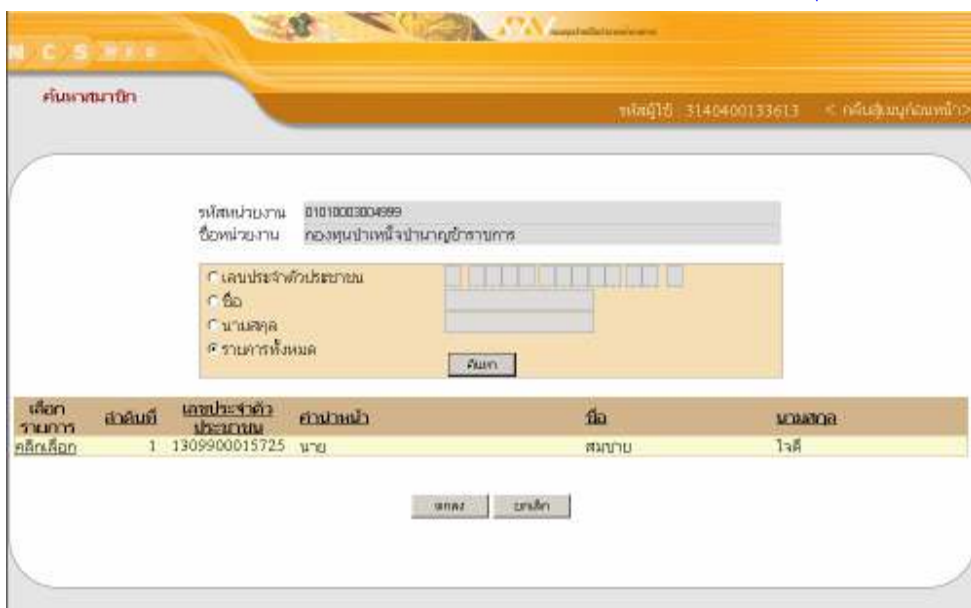 MCS WEB
ค้นหาสมาชิก
รหัสผู้ใช้ 3140400133613 < กลับสู่เมนูก่อนหน้า>
รหัสหน่วยงาน 01010003004999
ชื่อหน่วยงาน กองทุนบำเหน็จบำนาญข้าราชการ
เลขประจำตัวประชาชน
ชื่อ
นามสกุล
รายการทั้งหมด
ค้นหา
เลือกรายการ ลำดับที่ เลขประจำตัวประชาชน คำนำหน้า ชื่อ นามสกุล
คลิกเลือก 1 1309900015725 นาย สมชาย ใจดี
ตกลง ยกเลิก